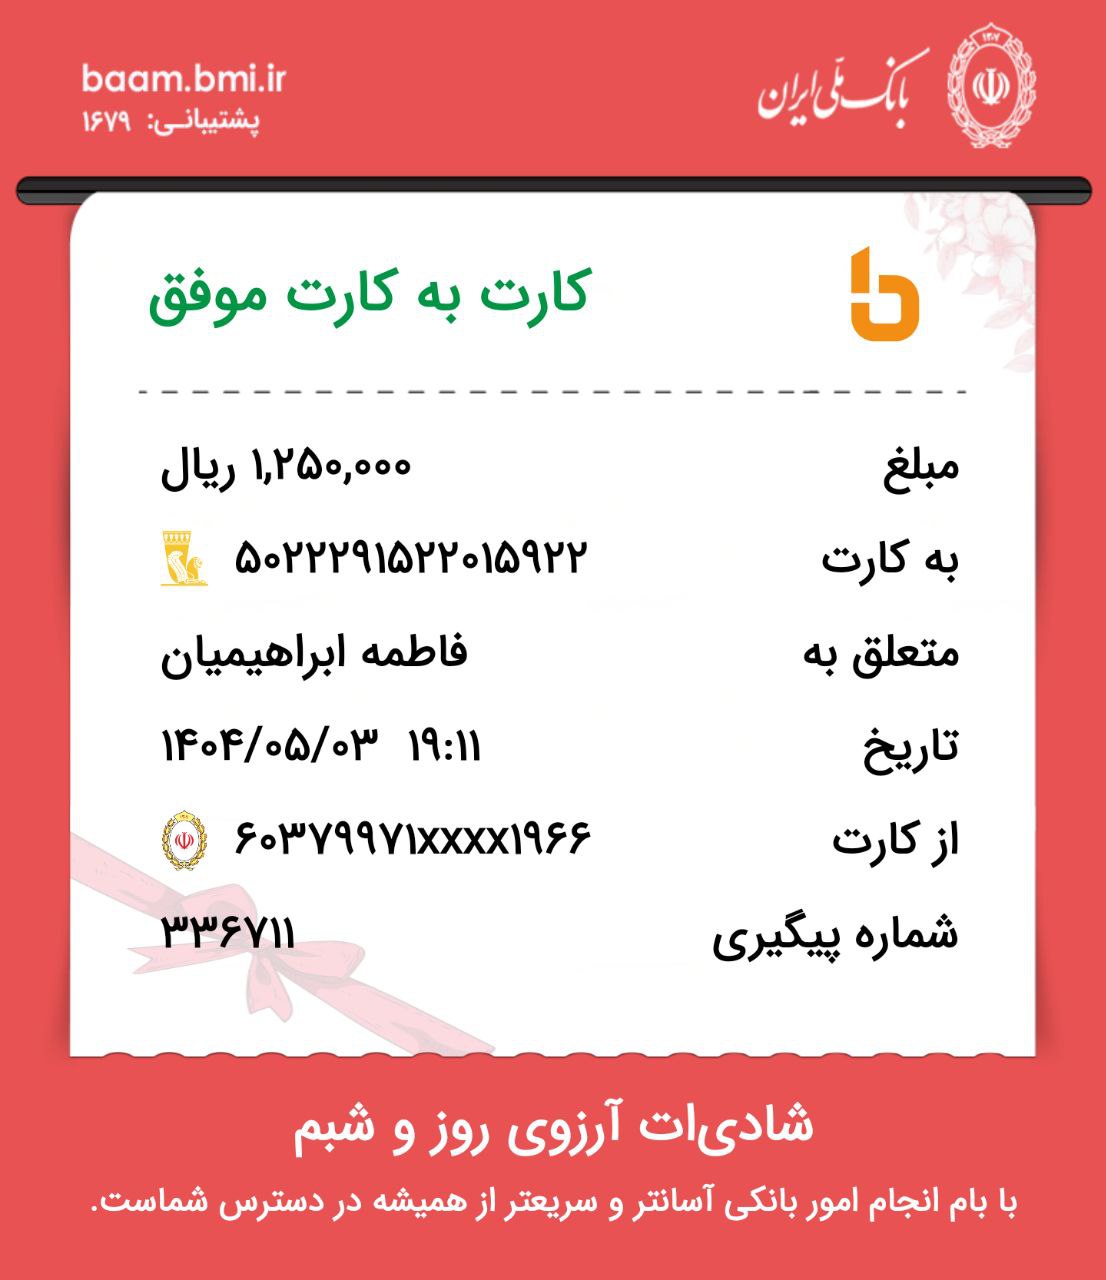 بانک ملی ایران
baam.bmi.ir
پشتیبانی: ۱۶۷۹
کارت به کارت موفق
مبلغ ۱,۲۵۰,۰۰۰ ریال
به کارت ۵۰۲۲۲۹۱۵۲۲۰۱۵۹۲۲
متعلق به فاطمه ابراهیمیان
تاریخ ۱۴۰۴/۰۵/۰۳ ۱۹:۱۱
از کارت ۶۰۳۷۹۹۷۱xxxx۱۹۶۶
شماره پیگیری ۳۳۶۷۱۱
شادی‌ات آرزوی روز و شبم
با بام انجام امور بانکی آسانتر و سریعتر از همیشه در دسترس شماست.